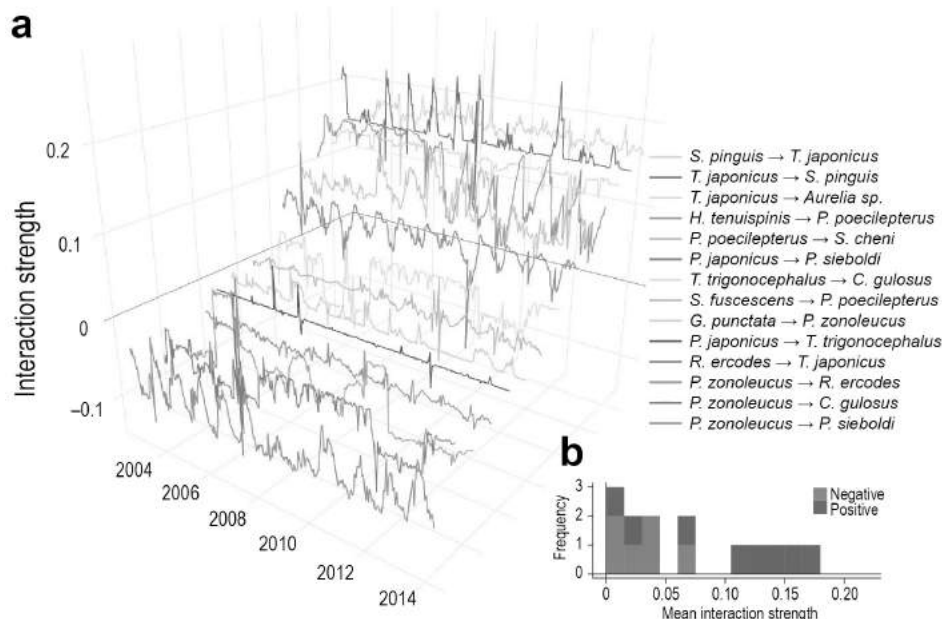 a
Interaction strength
0.2
0.1
0
–0.1
2004
2006
2008
2010
2012
2014
S. pinguis → T. japonicus
T. japonicus → S. pinguis
T. japonicus → Aurelia sp.
H. tenuispinis → P. poecilepterus
P. poecilepterus → S. cheni
P. japonicus → P. sieboldi
T. trigonocephalus → C. gulosus
S. fuscescens → P. poecilepterus
G. punctata → P. zonoleucus
P. japonicus → T. trigonocephalus
R. ercodes → T. japonicus
P. zonoleucus → R. ercodes
P. zonoleucus → C. gulosus
P. zonoleucus → P. sieboldi
b
Frequency
3
2
1
0
Negative
Positive
0 0.05 0.10 0.15 0.20
Mean interaction strength